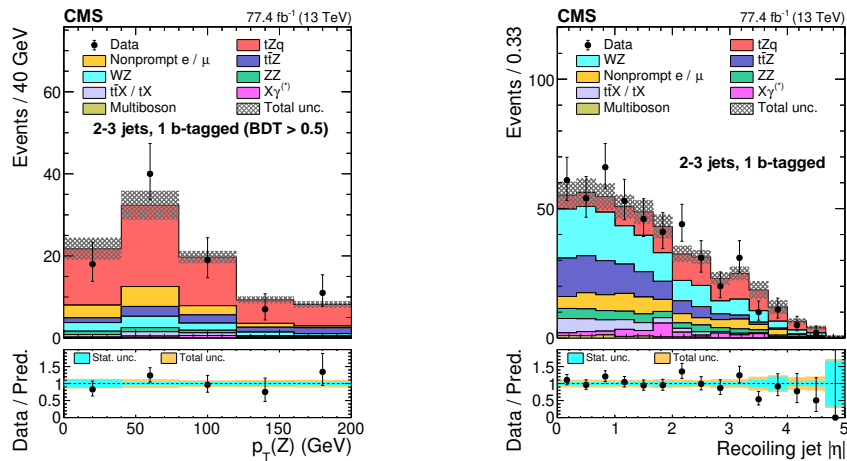 CMS 77.4 fb⁻¹ (13 TeV)
Events / 40 GeV
Data tZq
Nonprompt e / μ tt̄Z
WZ ZZ
tt̄X / tX Xγ(*)
Multiboson Total unc.
2-3 jets, 1 b-tagged (BDT > 0.5)
60
40
20
0
Data / Pred.
Stat. unc. Total unc.
1.5
1
0.5
0
0 50 100 150 200
p_T(Z) (GeV)
CMS 77.4 fb⁻¹ (13 TeV)
Events / 0.33
Data tZq
WZ tt̄Z
Nonprompt e / μ ZZ
tt̄X / tX Xγ(*)
Multiboson Total unc.
2-3 jets, 1 b-tagged
100
50
0
Data / Pred.
Stat. unc. Total unc.
1.5
1
0.5
0
0 1 2 3 4 5
Recoiling jet |η|